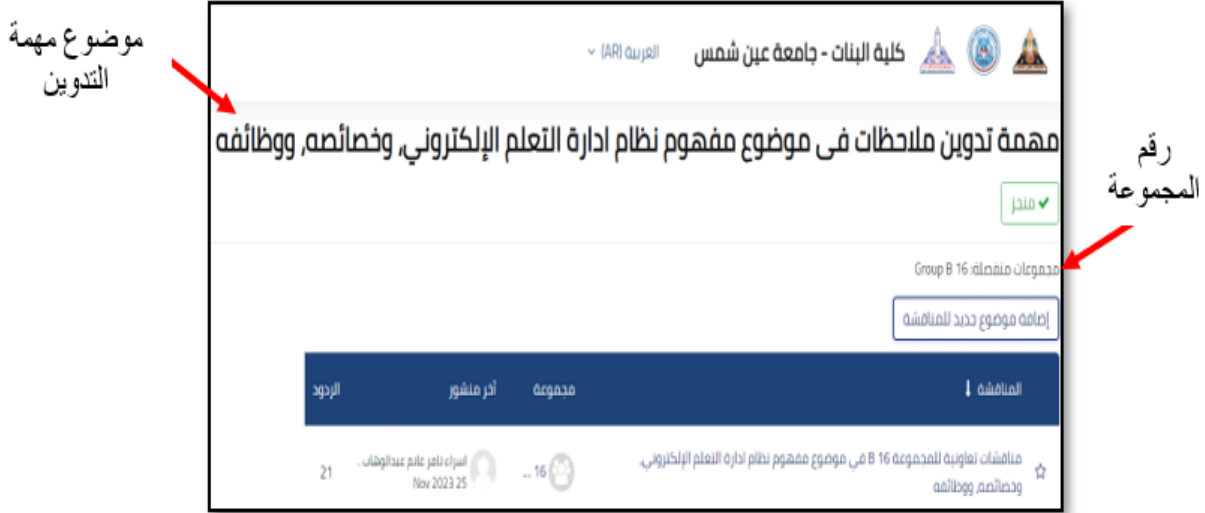 موضوع مهمة
التدوين
كلية البنات - جامعة عين شمس
العربية (AR)
مهمة تدوين ملاحظات فى موضوع مفهوم نظام ادارة التعلم الإلكتروني, وخصائصه, ووظائفه
رقم
المجموعة
منجز
مجموعات منفصلة: Group B 16
إضافة موضوع جديد للمناقشة
المناقشة مجموعة آخر منشور الردود
مناقشات تعاونية للمجموعة B 16 في موضوع مفهوم نظام ادارة التعلم الإلكتروني,
وخصائصه, ووظائفه
16 ...
اسراء تامر غانم عبدالوهاب .
25 Nov 2023
21